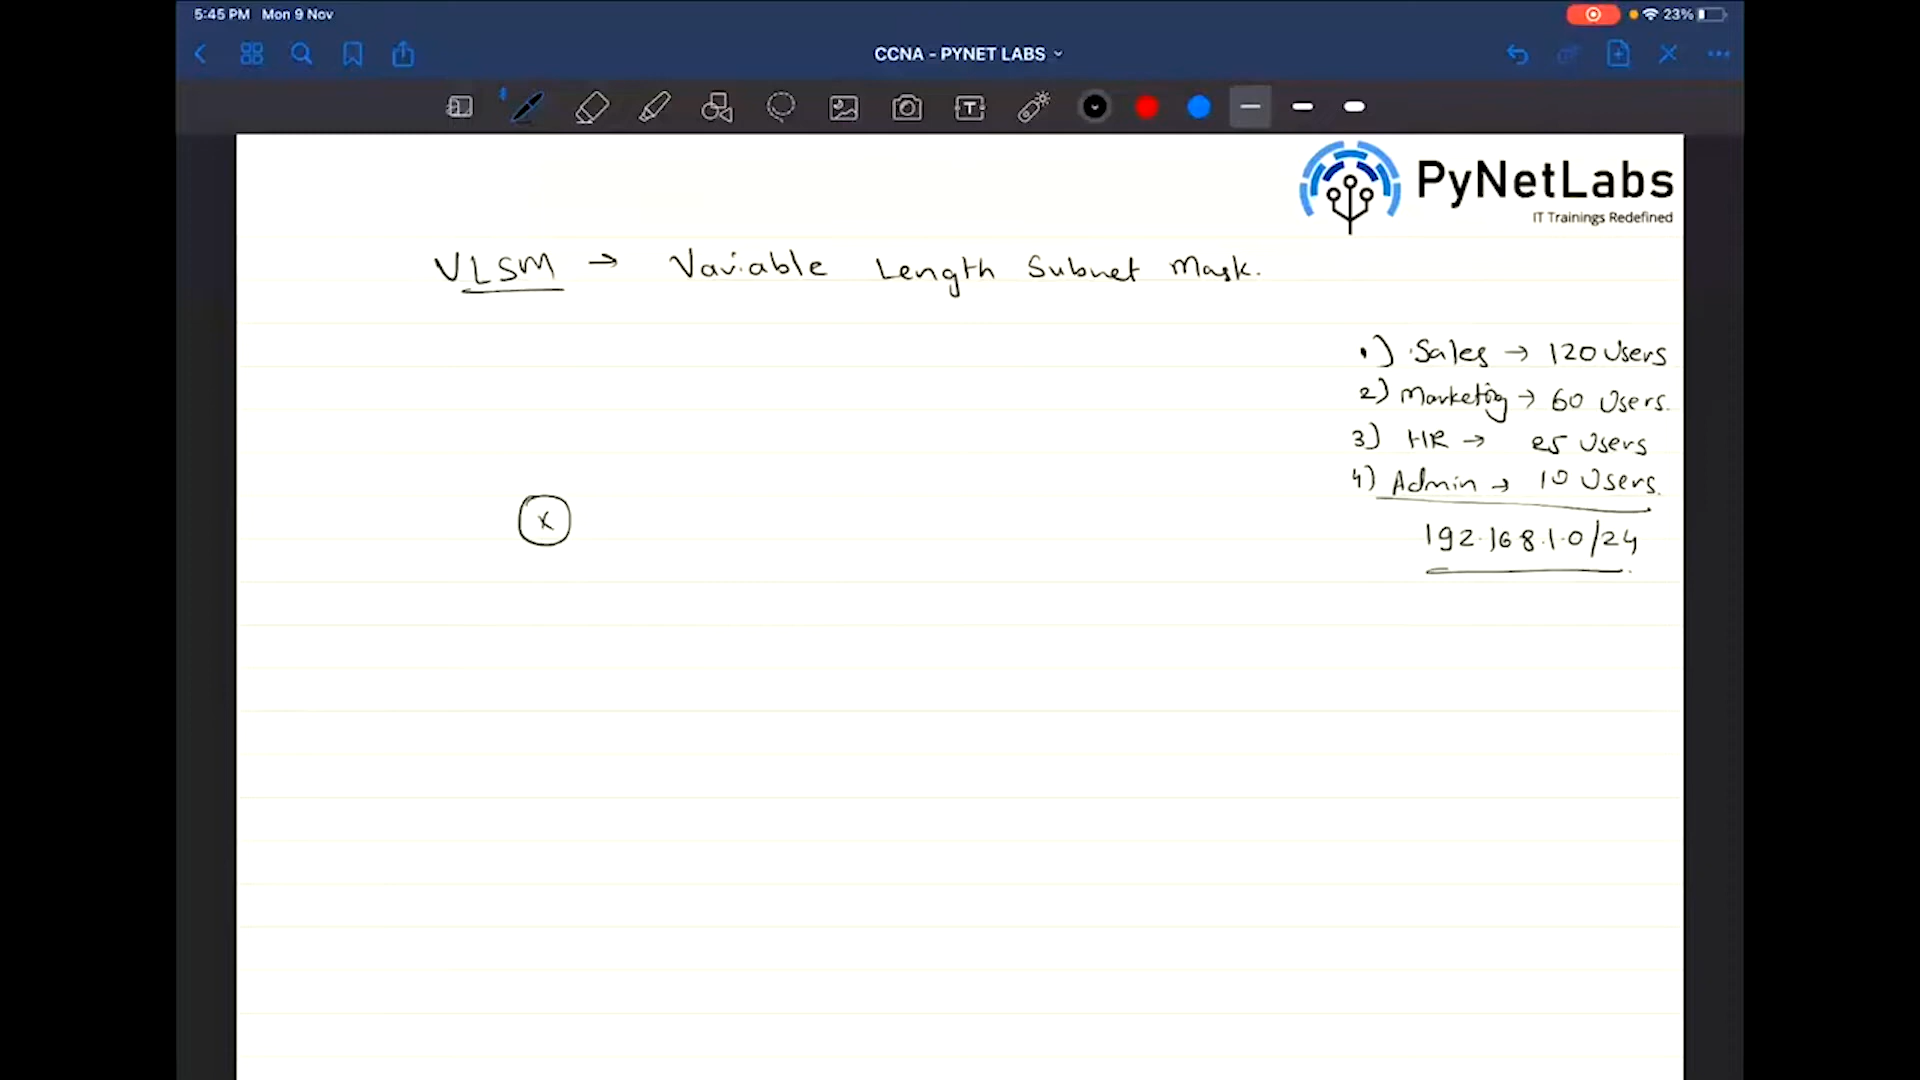 5:45 PM Mon 9 Nov
23%
CCNA - PYNET LABS
PyNetLabs
IT Trainings Redefined
VLSM → Variable Length Subnet Mask.
1) Sales → 120 Users
2) Marketing → 60 Users.
3) HR → 25 Users
4) Admin → 10 Users.
192.168.1.0/24
X